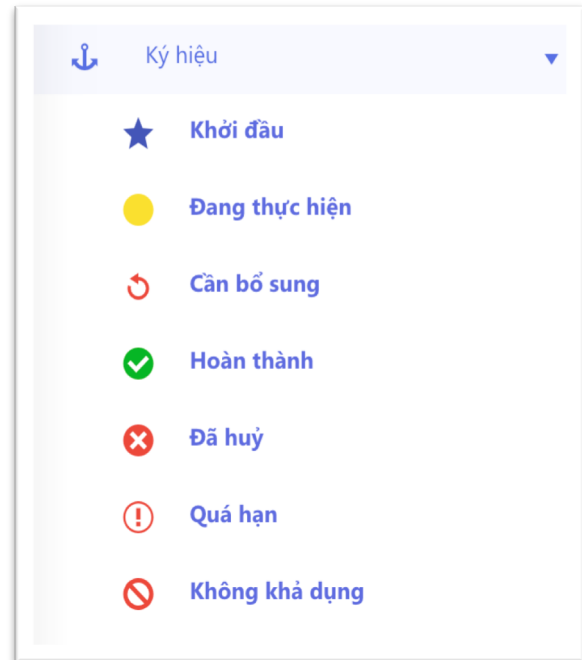 Ký hiệu
Khởi đầu
Đang thực hiện
Cần bổ sung
Hoàn thành
Đã huỷ
Quá hạn
Không khả dụng